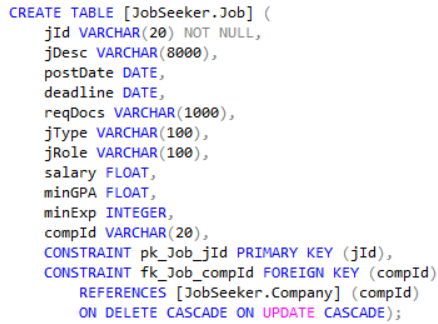 CREATE TABLE [JobSeeker.Job] (
    jId VARCHAR(20) NOT NULL,
    jDesc VARCHAR(8000),
    postDate DATE,
    deadline DATE,
    reqDocs VARCHAR(1000),
    jType VARCHAR(100),
    jRole VARCHAR(100),
    salary FLOAT,
    minGPA FLOAT,
    minExp INTEGER,
    compId VARCHAR(20),
    CONSTRAINT pk_Job_jId PRIMARY KEY (jId),
    CONSTRAINT fk_Job_compId FOREIGN KEY (compId)
        REFERENCES [JobSeeker.Company] (compId)
        ON DELETE CASCADE ON UPDATE CASCADE);